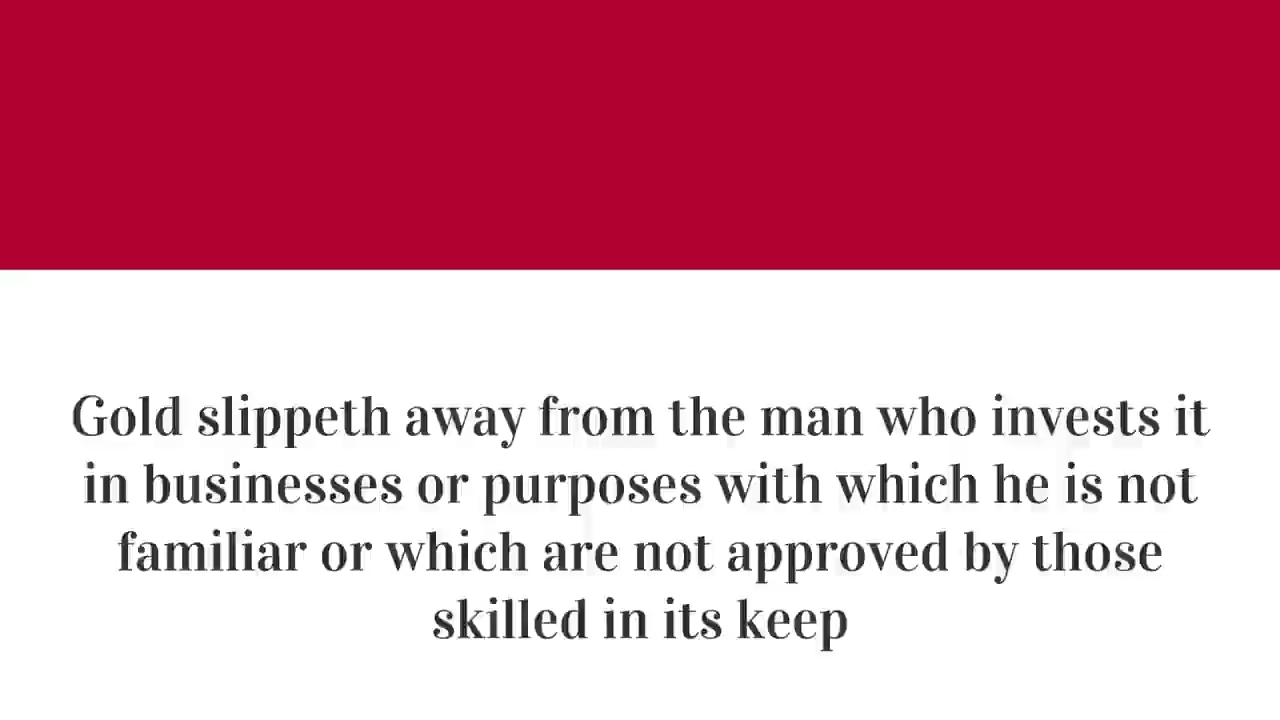 Gold slippeth away from the man who invests it
in businesses or purposes with which he is not
familiar or which are not approved by those
skilled in its keep